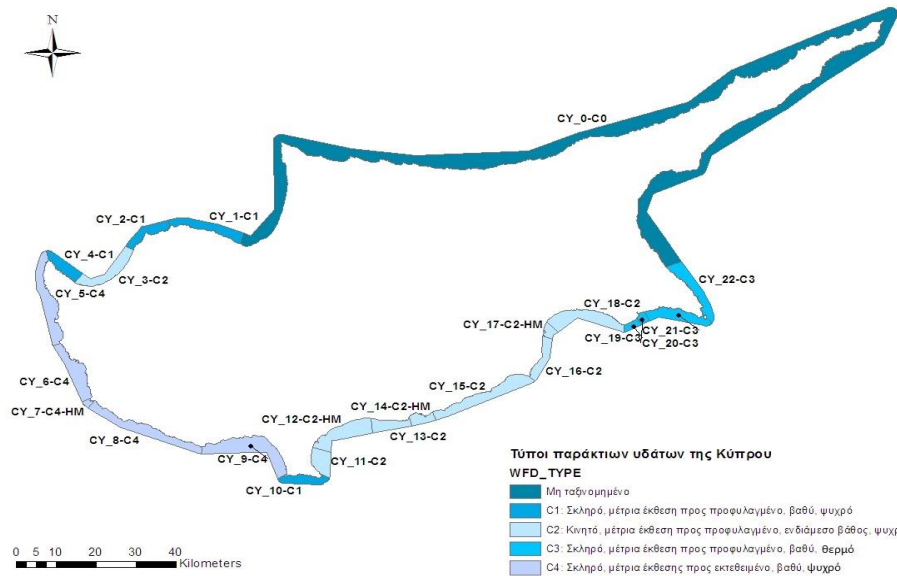 N
CY_0-C0
CY_2-C1
CY_1-C1
CY_4-C1
CY_3-C2
CY_5-C4
CY_22-C3
CY_18-C2
CY_17-C2-HM
CY_21-C3
CY_19-C3
CY_20-C3
CY_16-C2
CY_6-C4
CY_15-C2
CY_7-C4-HM
CY_14-C2-HM
CY_12-C2-HM
CY_13-C2
CY_8-C4
CY_9-C4
CY_11-C2
CY_10-C1
Τύποι παράκτιων υδάτων της Κύπρου
WFD_TYPE
Μη ταξινομημένο
C1: Σκληρό, μέτρια έκθεση προς προφυλαγμένο, βαθύ, ψυχρό
C2: Κινητό, μέτρια έκθεση προς προφυλαγμένο, ενδιάμεσο βάθος, ψυχρ
C3: Σκληρό, μέτρια έκθεση προς προφυλαγμένο, βαθύ, θερμό
C4: Σκληρό, μέτρια έκθεσης προς εκτεθειμένο, βαθύ, ψυχρό
0 5 10 20 30 40
Kilometers